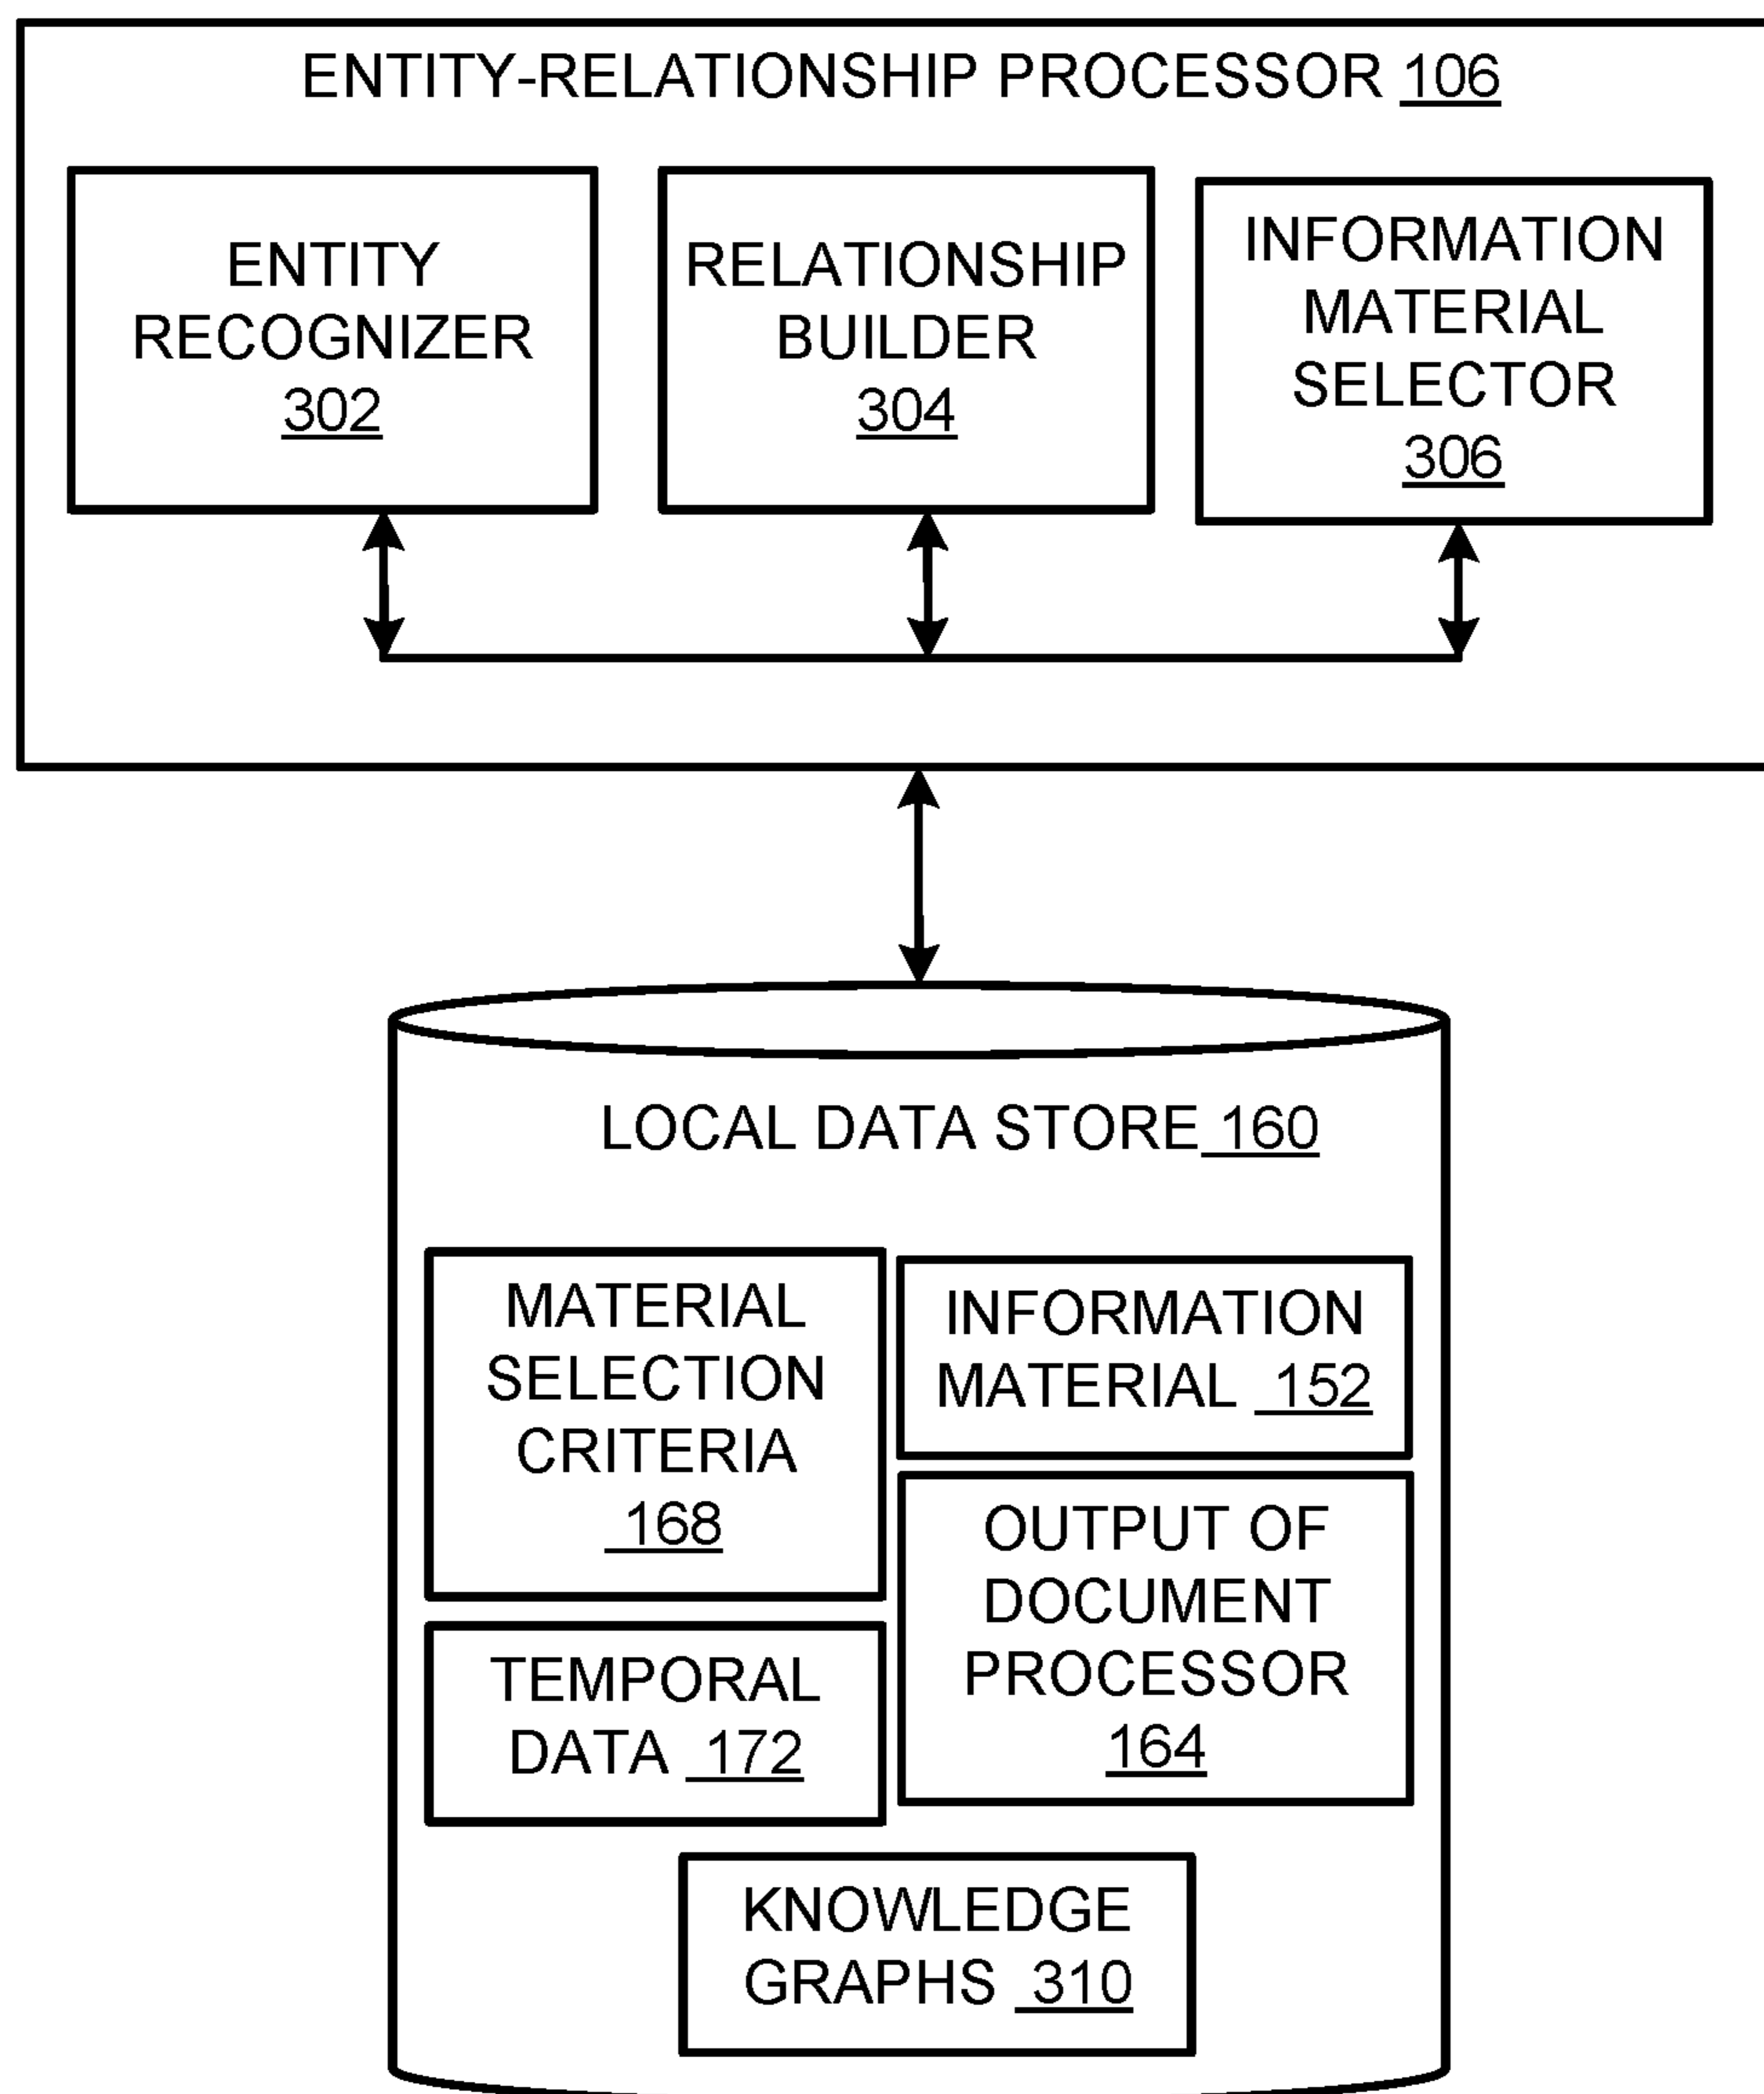 ENTITY-RELATIONSHIP PROCESSOR 106
ENTITY
RECOGNIZER
302
RELATIONSHIP
BUILDER
304
INFORMATION
MATERIAL
SELECTOR
306
LOCAL DATA STORE 160
MATERIAL
SELECTION
CRITERIA
168
INFORMATION
MATERIAL 152
OUTPUT OF
DOCUMENT
PROCESSOR
164
TEMPORAL
DATA 172
KNOWLEDGE
GRAPHS 310